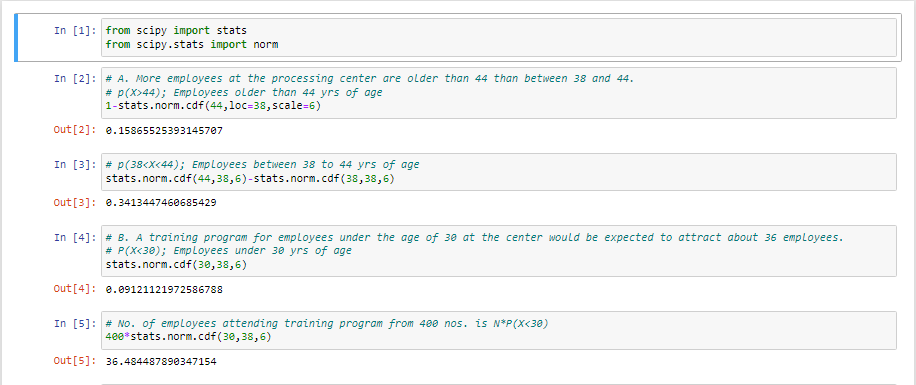 In [1]: from scipy import stats
from scipy.stats import norm
In [2]: # A. More employees at the processing center are older than 44 than between 38 and 44.
# p(X>44); Employees older than 44 yrs of age
1-stats.norm.cdf(44,loc=38,scale=6)
Out[2]: 0.15865525393145707
In [3]: # p(38<X<44); Employees between 38 to 44 yrs of age
stats.norm.cdf(44,38,6)-stats.norm.cdf(38,38,6)
Out[3]: 0.3413447460685429
In [4]: # B. A training program for employees under the age of 30 at the center would be expected to attract about 36 employees.
# P(X<30); Employees under 30 yrs of age
stats.norm.cdf(30,38,6)
Out[4]: 0.09121121972586788
In [5]: # No. of employees attending training program from 400 nos. is N*P(X<30)
400*stats.norm.cdf(30,38,6)
Out[5]: 36.484487890347154